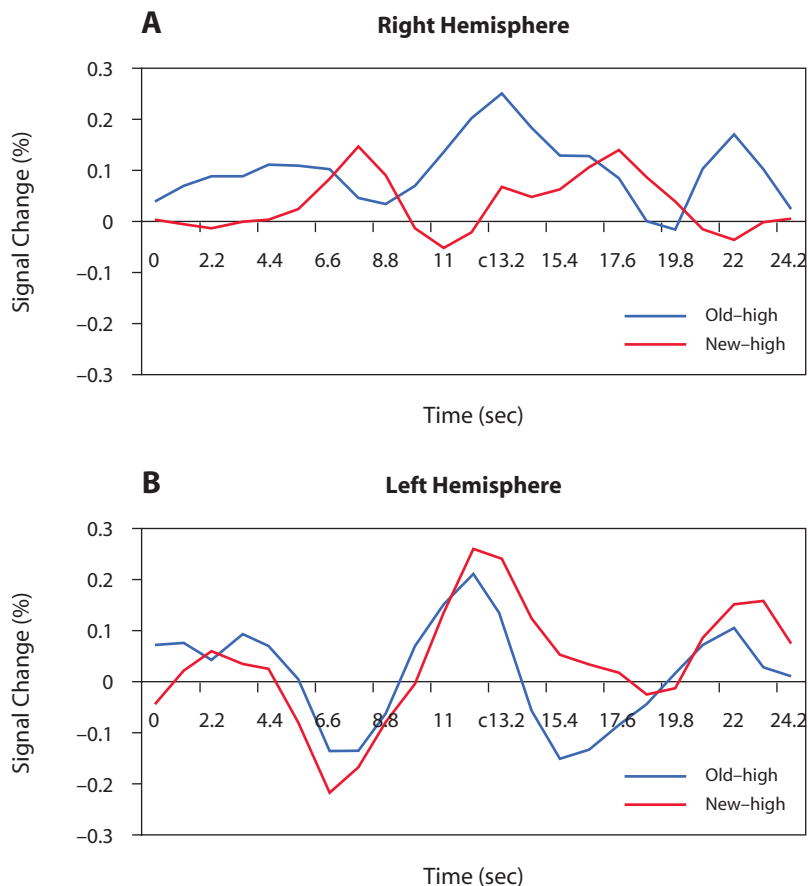 A
Right Hemisphere
0.3
0.2
0.1
0
–0.1
–0.2
–0.3
Signal Change (%)
0 2.2 4.4 6.6 8.8 11 c13.2 15.4 17.6 19.8 22 24.2
Old–high
New–high
Time (sec)
B
Left Hemisphere
0.3
0.2
0.1
0
–0.1
–0.2
–0.3
Signal Change (%)
0 2.2 4.4 6.6 8.8 11 c13.2 15.4 17.6 19.8 22 24.2
Old–high
New–high
Time (sec)